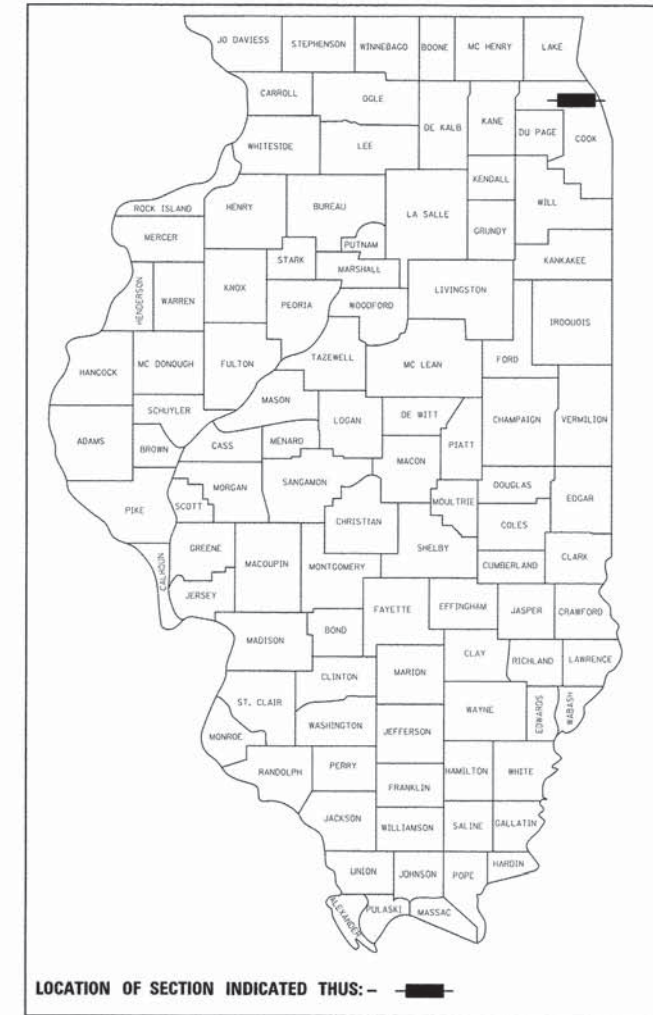 JO DAVIESS STEPHENSON WINNEBAGO BOONE MC HENRY LAKE
CARROLL OGLE DE KALB KANE DU PAGE COOK
WHITESIDE LEE KENDALL WILL
ROCK ISLAND HENRY BUREAU LA SALLE GRUNDY
MERCER PUTNAM KANKAKEE
STARK MARSHALL
HENDERSON WARREN KNOX PEORIA WOODFORD LIVINGSTON IROQUOIS
HANCOCK MC DONOUGH FULTON TAZEWELL MC LEAN FORD
SCHUYLER MASON LOGAN DE WITT CHAMPAIGN VERMILION
ADAMS BROWN CASS MENARD MACON PIATT
PIKE SCOTT MORGAN SANGAMON CHRISTIAN MOULTRIE DOUGLAS EDGAR
COLES
CALHOUN GREENE MACOUPIN MONTGOMERY SHELBY CUMBERLAND CLARK
JERSEY FAYETTE EFFINGHAM JASPER CRAWFORD
MADISON BOND CLAY RICHLAND LAWRENCE
CLINTON MARION
ST. CLAIR WASHINGTON JEFFERSON WAYNE EDWARDS WABASH
MONROE
RANDOLPH PERRY FRANKLIN HAMILTON WHITE
JACKSON WILLIAMSON SALINE GALLATIN
UNION JOHNSON POPE HARDIN
ALEXANDER PULASKI MASSAC
LOCATION OF SECTION INDICATED THUS: –